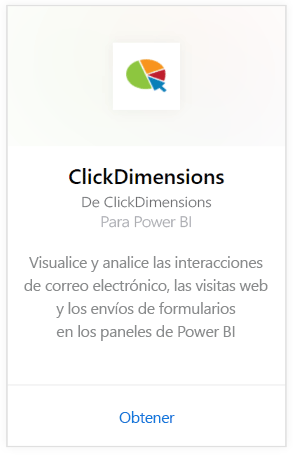 ClickDimensions
De ClickDimensions
Para Power BI
Visualice y analice las interacciones
de correo electrónico, las visitas web
y los envíos de formularios
en los paneles de Power BI
Obtener